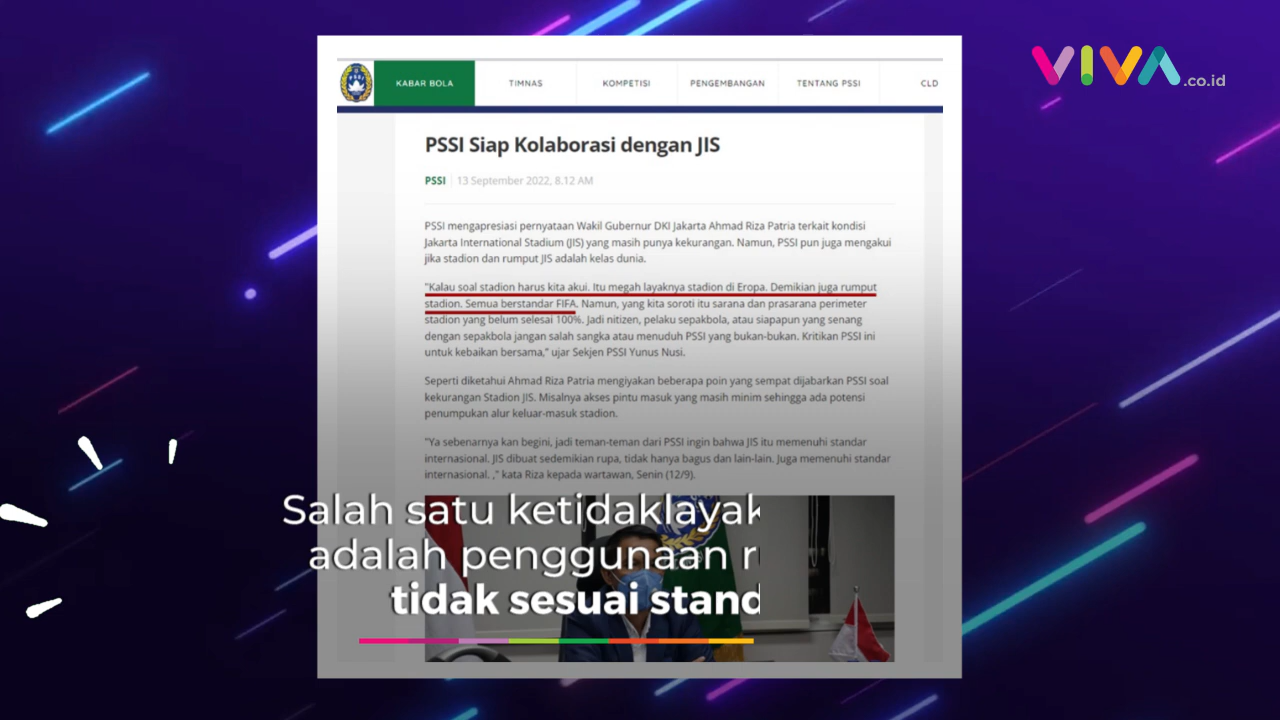 VIVA.co.id
KABAR BOLA TIMNAS KOMPETISI PENGEMBANGAN TENTANG PSSI CLD
PSSI Siap Kolaborasi dengan JIS
PSSI 13 September 2022, 8.12 AM
PSSI mengapresiasi pernyataan Wakil Gubernur DKI Jakarta Ahmad Riza Patria terkait kondisi
Jakarta International Stadium (JIS) yang masih punya kekurangan. Namun, PSSI pun juga mengakui
jika stadion dan rumput JIS adalah kelas dunia.
"Kalau soal stadion harus kita akui. Itu megah layaknya stadion di Eropa. Demikian juga rumput
stadion. Semua berstandar FIFA. Namun, yang kita soroti itu sarana dan prasarana perimeter
stadion yang belum selesai 100%. Jadi nitizen, pelaku sepakbola, atau siapapun yang senang
dengan sepakbola jangan salah sangka atau menuduh PSSI yang bukan-bukan. Kritikan PSSI ini
untuk kebaikan bersama," ujar Sekjen PSSI Yunus Nusi.
Seperti diketahui Ahmad Riza Patria mengiyakan beberapa poin yang sempat dijabarkan PSSI soal
kekurangan Stadion JIS. Misalnya akses pintu masuk yang masih minim sehingga ada potensi
penumpukan alur keluar-masuk stadion.
"Ya sebenarnya kan begini, jadi teman-teman dari PSSI ingin bahwa JIS itu memenuhi standar
internasional. JIS dibuat sedemikian rupa, tidak hanya bagus dan lain-lain. Juga memenuhi standar
internasional. ," kata Riza kepada wartawan, Senin (12/9).
Salah satu ketidaklayak
adalah penggunaan r
tidak sesuai stand